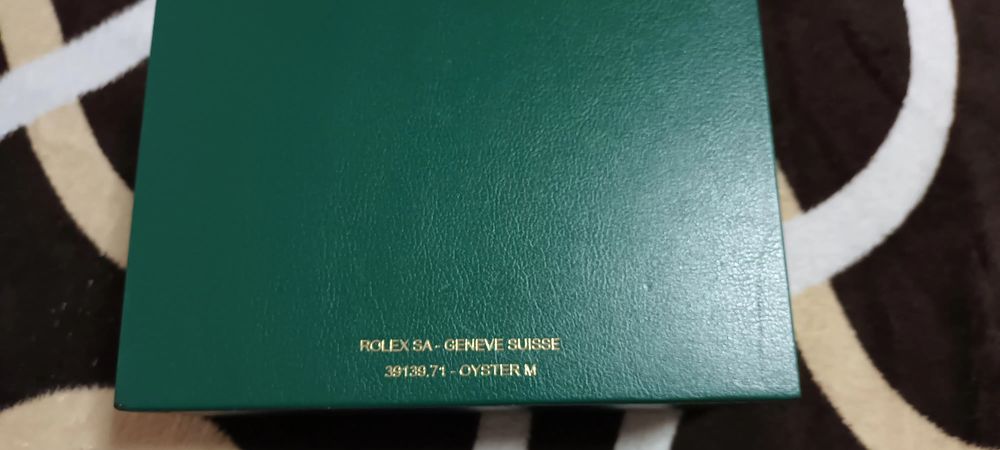 ROLEX SA - GENEVE SUISSE
39139.71 - OYSTER M